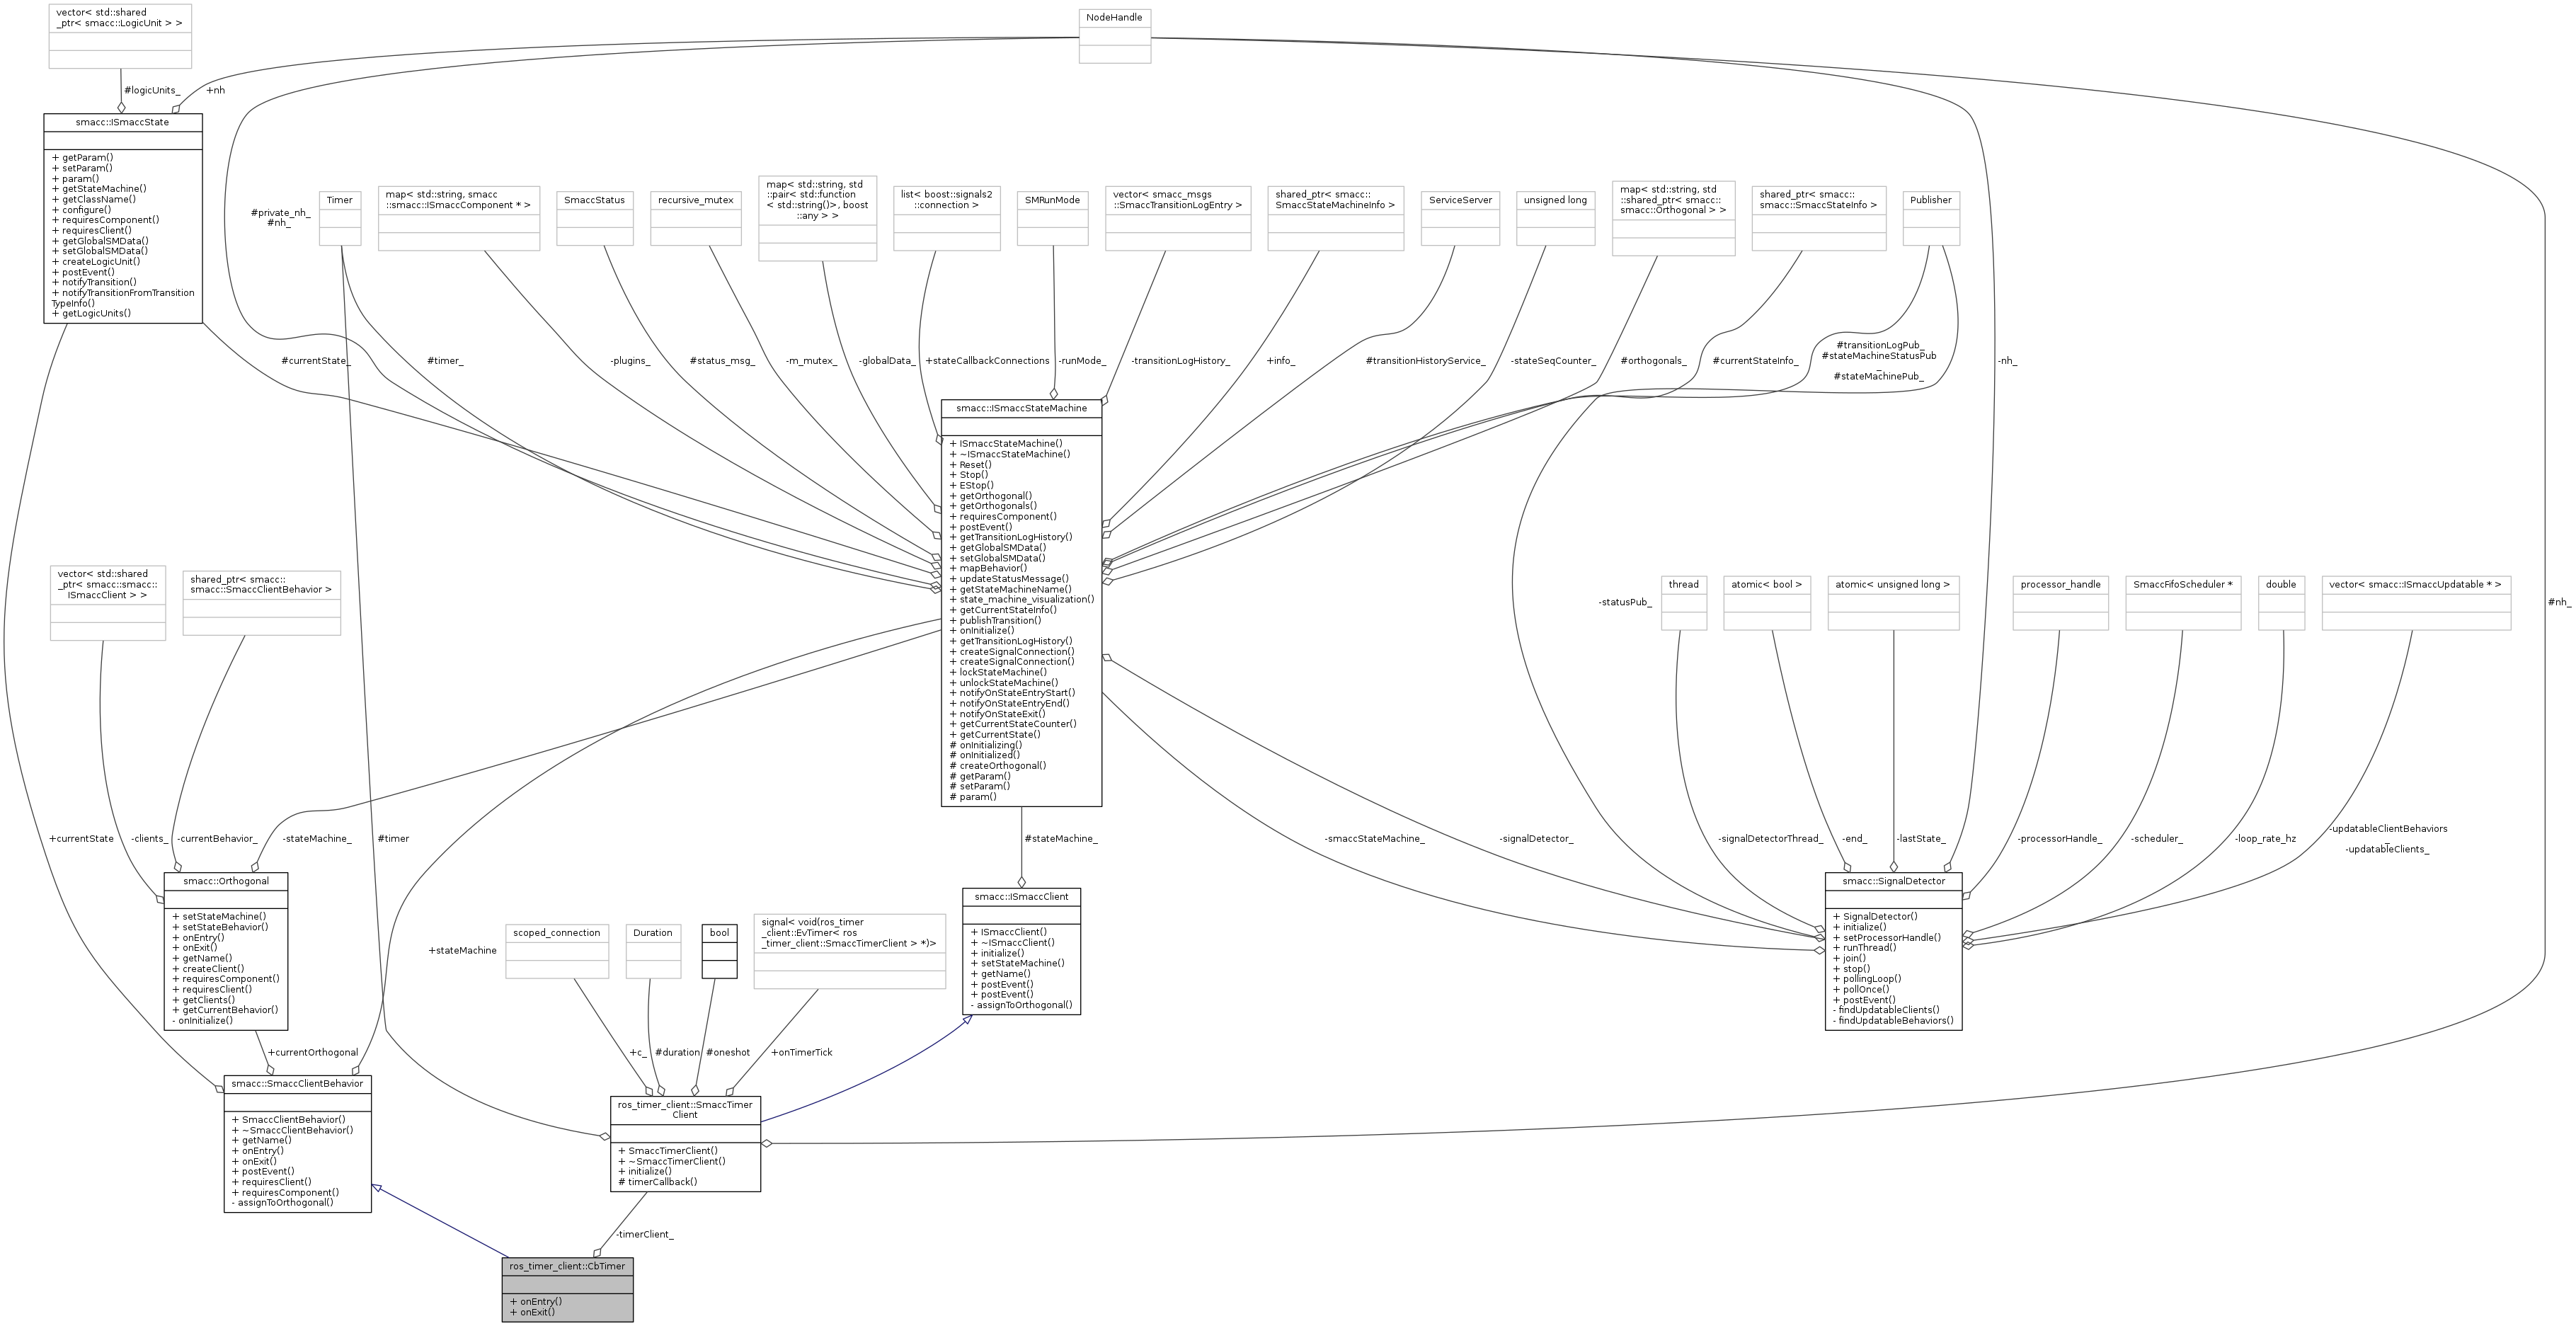 vector< std::shared
_ptr< smacc::LogicUnit > >
NodeHandle
#logicUnits_
+nh
smacc::ISmaccState
+ getParam()
+ setParam()
+ param()
+ getStateMachine()
+ getClassName()
+ configure()
+ requiresComponent()
+ requiresClient()
+ getGlobalSMData()
+ setGlobalSMData()
+ createLogicUnit()
+ postEvent()
+ notifyTransition()
+ notifyTransitionFromTransition
TypeInfo()
+ getLogicUnits()
#private_nh_
#nh_
Timer
map< std::string, smacc
::smacc::ISmaccComponent * >
SmaccStatus
recursive_mutex
map< std::string, std
::pair< std::function
< std::string()>, boost
::any > >
list< boost::signals2
::connection >
SMRunMode
vector< smacc_msgs
::SmaccTransitionLogEntry >
shared_ptr< smacc::
SmaccStateMachineInfo >
ServiceServer
unsigned long
map< std::string, std
::shared_ptr< smacc::
smacc::Orthogonal > >
shared_ptr< smacc::
smacc::SmaccStateInfo >
Publisher
#currentState_
#timer_
-plugins_
#status_msg_
-m_mutex_
-globalData_
+stateCallbackConnections
-runMode_
-transitionLogHistory_
+info_
#transitionHistoryService_
-stateSeqCounter_
#orthogonals_
#currentStateInfo_
#transitionLogPub_
#stateMachineStatusPub
_
#stateMachinePub_
-nh_
smacc::ISmaccStateMachine
+ ISmaccStateMachine()
+ ~ISmaccStateMachine()
+ Reset()
+ Stop()
+ EStop()
+ getOrthogonal()
+ getOrthogonals()
+ requiresComponent()
+ postEvent()
+ getTransitionLogHistory()
+ getGlobalSMData()
+ setGlobalSMData()
+ mapBehavior()
+ updateStatusMessage()
+ getStateMachineName()
+ state_machine_visualization()
+ getCurrentStateInfo()
+ publishTransition()
+ onInitialize()
+ getTransitionLogHistory()
+ createSignalConnection()
+ createSignalConnection()
+ lockStateMachine()
+ unlockStateMachine()
+ notifyOnStateEntryStart()
+ notifyOnStateEntryEnd()
+ notifyOnStateExit()
+ getCurrentStateCounter()
+ getCurrentState()
# onInitializing()
# onInitialized()
# createOrthogonal()
# getParam()
# setParam()
# param()
vector< std::shared
_ptr< smacc::smacc::
ISmaccClient > >
shared_ptr< smacc::
smacc::SmaccClientBehavior >
-statusPub_
thread
atomic< bool >
atomic< unsigned long >
processor_handle
SmaccFifoScheduler *
double
vector< smacc::ISmaccUpdatable * >
#nh_
+currentState
-clients_
-currentBehavior_
-stateMachine_
#timer
#stateMachine_
-smaccStateMachine_
-signalDetector_
-signalDetectorThread_
-end_
-lastState_
-processorHandle_
-scheduler_
-loop_rate_hz
-updatableClientBehaviors
_
-updatableClients_
smacc::Orthogonal
+ setStateMachine()
+ setStateBehavior()
+ onEntry()
+ onExit()
+ getName()
+ createClient()
+ requiresComponent()
+ requiresClient()
+ getClients()
+ getCurrentBehavior()
- onInitialize()
+stateMachine
scoped_connection
Duration
bool
signal< void(ros_timer
_client::EvTimer< ros
_timer_client::SmaccTimerClient > *)>
smacc::ISmaccClient
+ ISmaccClient()
+ ~ISmaccClient()
+ initialize()
+ setStateMachine()
+ getName()
+ postEvent()
+ postEvent()
- assignToOrthogonal()
smacc::SignalDetector
+ SignalDetector()
+ initialize()
+ setProcessorHandle()
+ runThread()
+ join()
+ stop()
+ pollingLoop()
+ pollOnce()
+ postEvent()
- findUpdatableClients()
- findUpdatableBehaviors()
+currentOrthogonal
+c_
#duration
#oneshot
+onTimerTick
smacc::SmaccClientBehavior
+ SmaccClientBehavior()
+ ~SmaccClientBehavior()
+ getName()
+ onEntry()
+ onExit()
+ postEvent()
+ requiresClient()
+ requiresComponent()
- assignToOrthogonal()
ros_timer_client::SmaccTimer
Client
+ SmaccTimerClient()
+ ~SmaccTimerClient()
+ initialize()
# timerCallback()
-timerClient_
ros_timer_client::CbTimer
+ onEntry()
+ onExit()